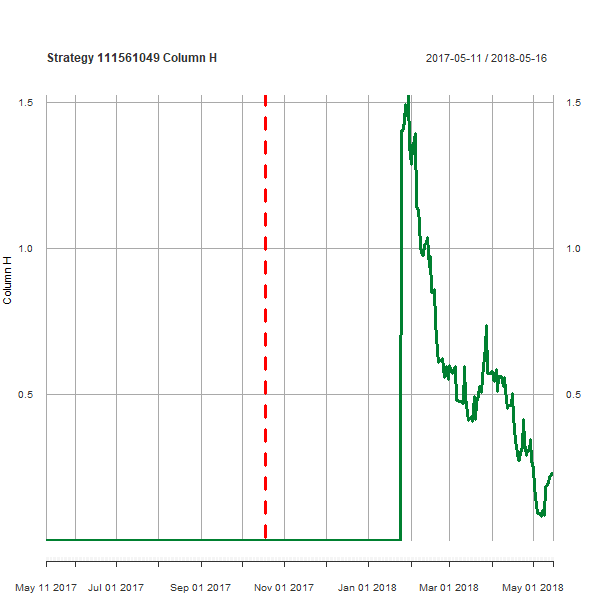 Strategy 111561049 Column H
2017-05-11 / 2018-05-16
1.5 1.5
1.0 1.0
Column H
0.5 0.5
May 11 2017 Jul 01 2017 Sep 01 2017 Nov 01 2017 Jan 01 2018 Mar 01 2018 May 01 2018